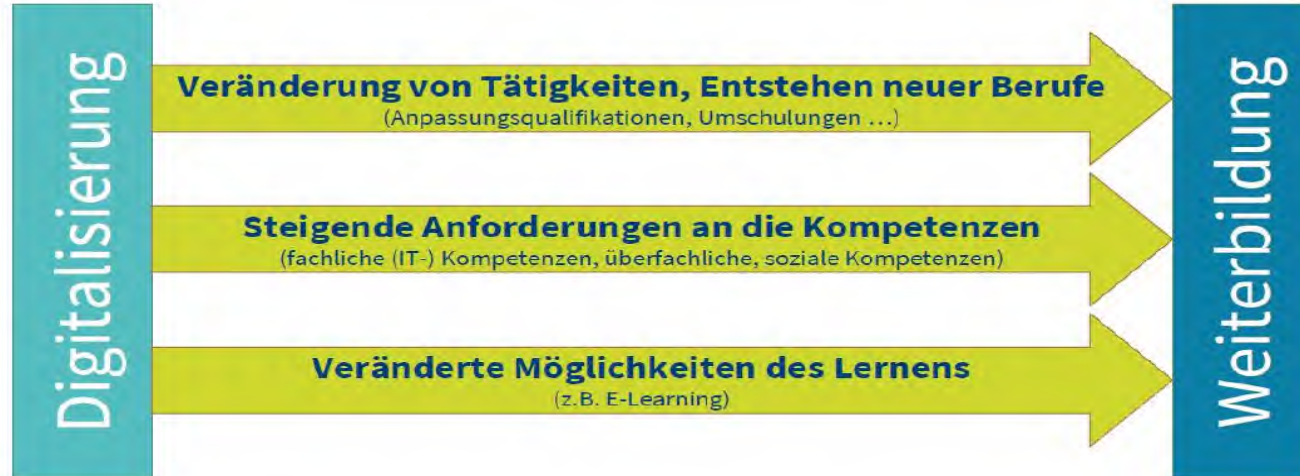 Digitalisierung
Veränderung von Tätigkeiten, Entstehen neuer Berufe
(Anpassungsqualifikationen, Umschulungen ...)
Steigende Anforderungen an die Kompetenzen
(fachliche (IT-) Kompetenzen, überfachliche, soziale Kompetenzen)
Veränderte Möglichkeiten des Lernens
(z.B. E-Learning)
Weiterbildung